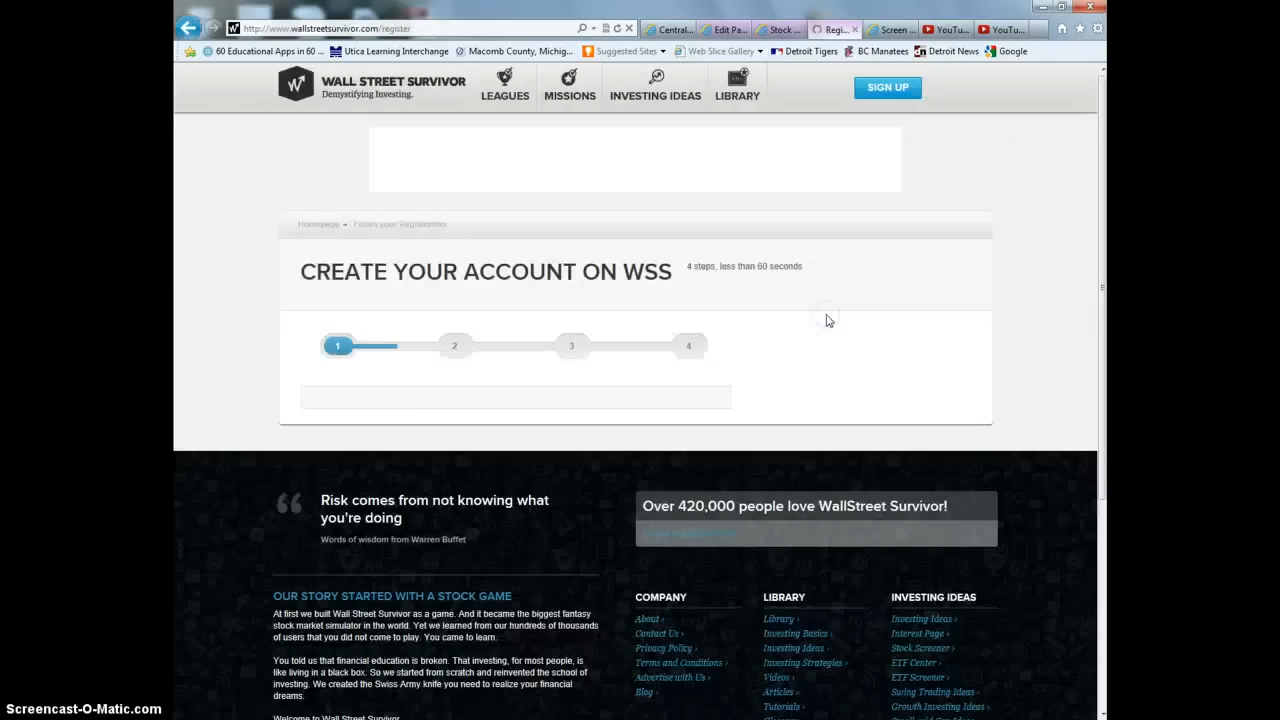 http://www.wallstreetsurvivor.com/register
Central...
Edit Pa...
Stock ...
Regi...
Screen ...
YouTu...
YouTu...
60 Educational Apps in 60 ...
Utica Learning Interchange
Macomb County, Michig...
Suggested Sites
Web Slice Gallery
Detroit Tigers
BC Manatees
Detroit News
Google
WALL STREET SURVIVOR
Demystifying Investing.
LEAGUES
MISSIONS
INVESTING IDEAS
LIBRARY
SIGN UP
Homepage
Finish your Registration
CREATE YOUR ACCOUNT ON WSS
4 steps, less than 60 seconds
1
2
3
4
Risk comes from not knowing what
you're doing
Words of wisdom from Warren Buffet
Over 420,000 people love WallStreet Survivor!
OUR STORY STARTED WITH A STOCK GAME
At first we built Wall Street Survivor as a game. And it became the biggest fantasy
stock market simulator in the world. Yet we learned from our hundreds of thousands
of users that you did not come to play. You came to learn.
You told us that financial education is broken. That investing, for most people, is
like living in a black box. So we started from scratch and reinvented the school of
investing. We created the Swiss Army knife you need to realize your financial
dreams.
Welcome to Wall Street Survivor
COMPANY
About ›
Contact Us ›
Privacy Policy ›
Terms and Conditions ›
Advertise with Us ›
Blog ›
LIBRARY
Library ›
Investing Basics ›
Investing Ideas ›
Investing Strategies ›
Videos ›
Articles ›
Tutorials ›
INVESTING IDEAS
Investing Ideas ›
Interest Page ›
Stock Screener ›
ETF Center ›
ETF Screener ›
Swing Trading Ideas ›
Growth Investing Ideas ›
Screencast-O-Matic.com